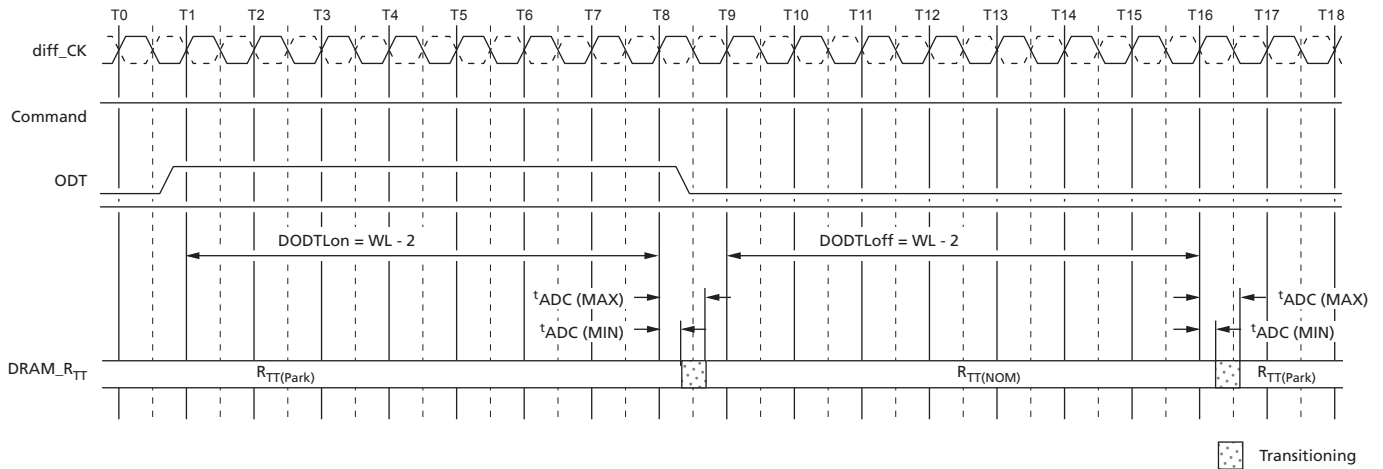 T0 T1 T2 T3 T4 T5 T6 T7 T8 T9 T10 T11 T12 T13 T14 T15 T16 T17 T18
diff_CK
Command
ODT
DODTLon = WL - 2 DODTLoff = WL - 2
tADC (MAX) tADC (MAX)
tADC (MIN) tADC (MIN)
DRAM_RTT RTT(Park) RTT(NOM) RTT(Park)
Transitioning